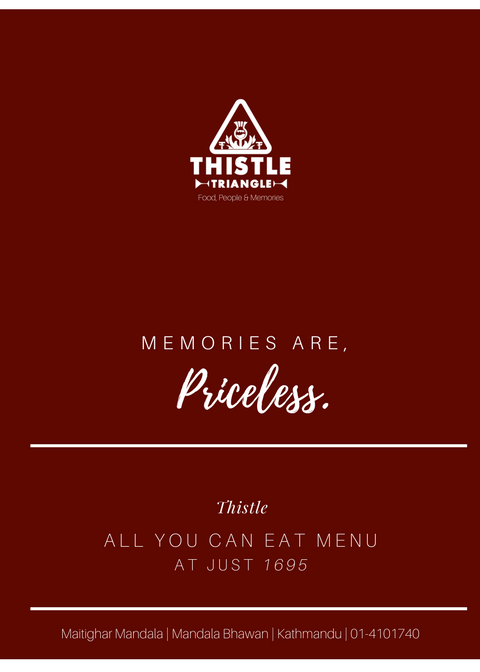 THISTLE
TRIANGLE
Food, People & Memories
MEMORIES ARE,
Priceless.
Thistle
ALL YOU CAN EAT MENU
AT JUST 1695
Maitighar Mandala | Mandala Bhawan | Kathmandu | 01-4101740